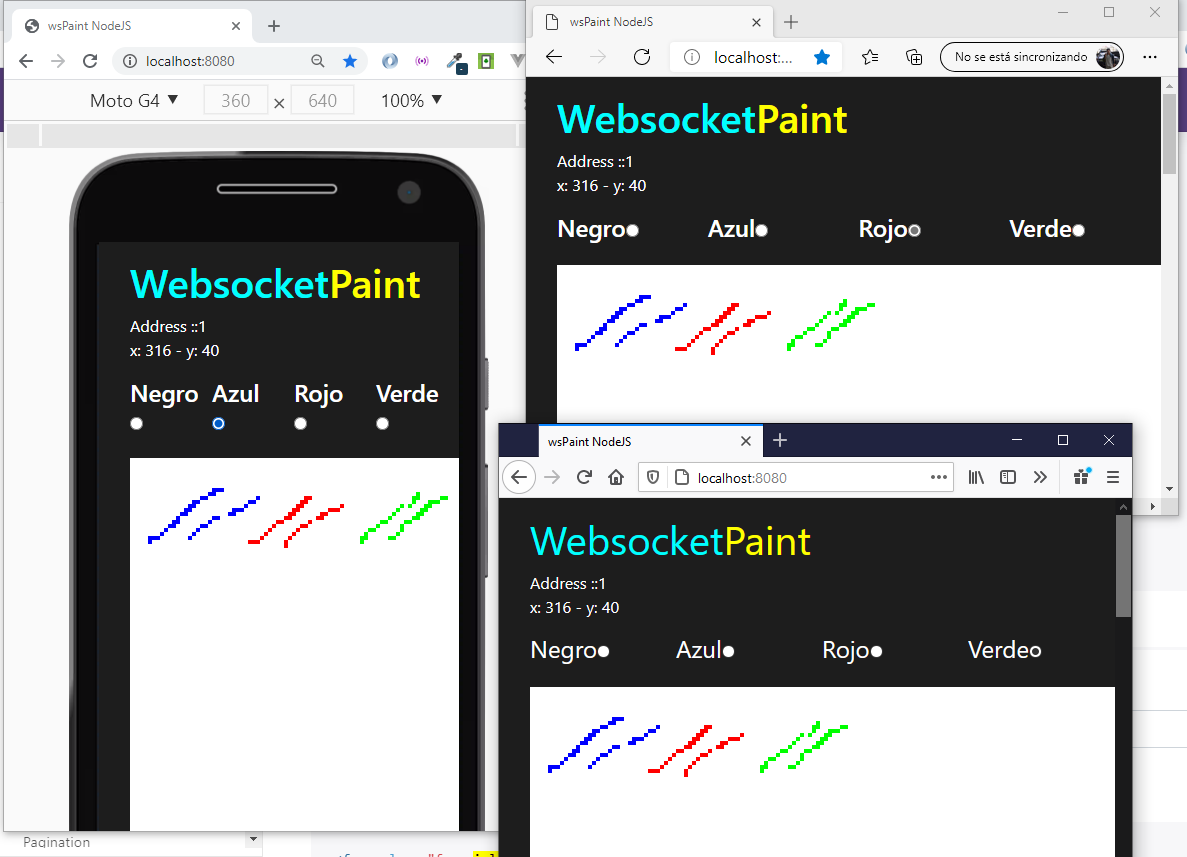 wsPaint NodeJS
localhost:8080
Moto G4 ▼ 360 × 640 100% ▼
WebsocketPaint
Address ::1
x: 316 - y: 40
Negro Azul Rojo Verde
wsPaint NodeJS
localhost:...
No se está sincronizando
WebsocketPaint
Address ::1
x: 316 - y: 40
Negro Azul Rojo Verde
wsPaint NodeJS
localhost:8080
WebsocketPaint
Address ::1
x: 316 - y: 40
Negro Azul Rojo Verde
Pagination